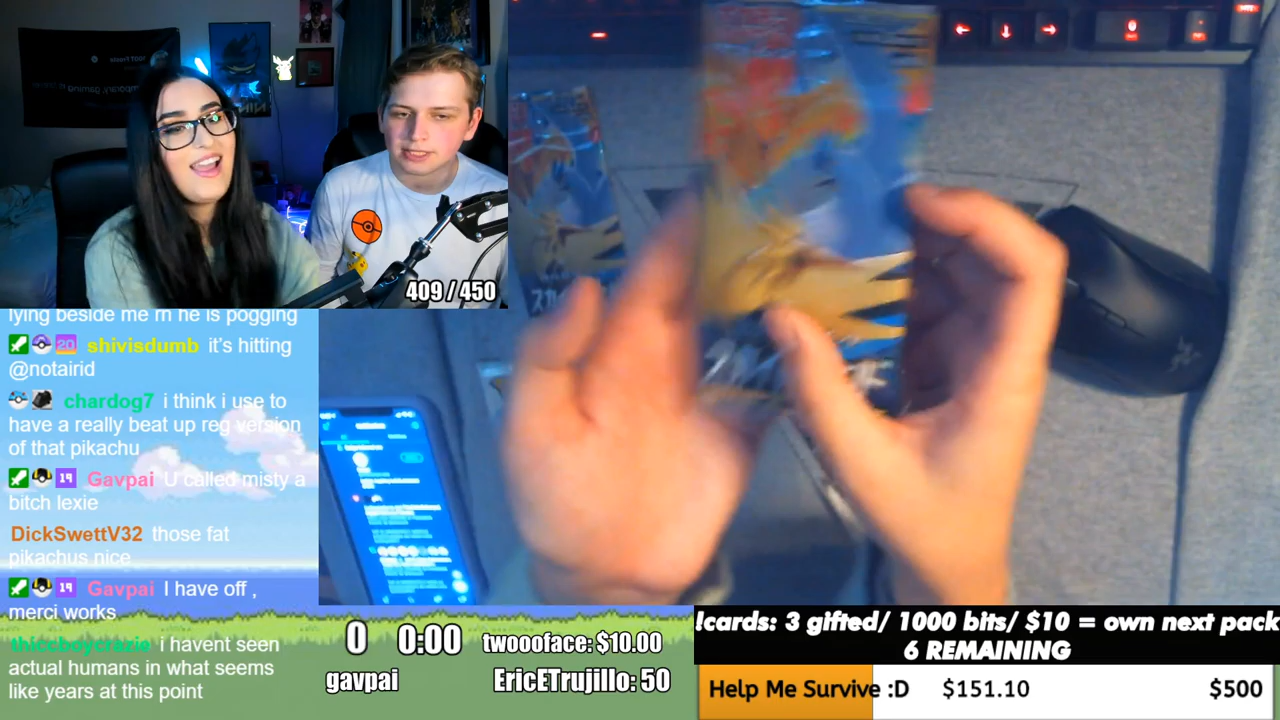 409 / 450
lying beside me rn he is pogging
20 shivisdumb it's hitting
@notairid
chardog7 i think i use to
have a really beat up reg version
of that pikachu
19 Gavpai U called misty a
bitch lexie
DickSwettV32 those fat
pikachus nice
19 Gavpai I have off ,
merci works
thiccboycrazie i havent seen
actual humans in what seems
like years at this point
0 0:00 twoooface: $10.00
gavpai EricETrujillo: 50
!cards: 3 gifted/ 1000 bits/ $10 = own next pack
6 REMAINING
Help Me Survive :D $151.10 $500